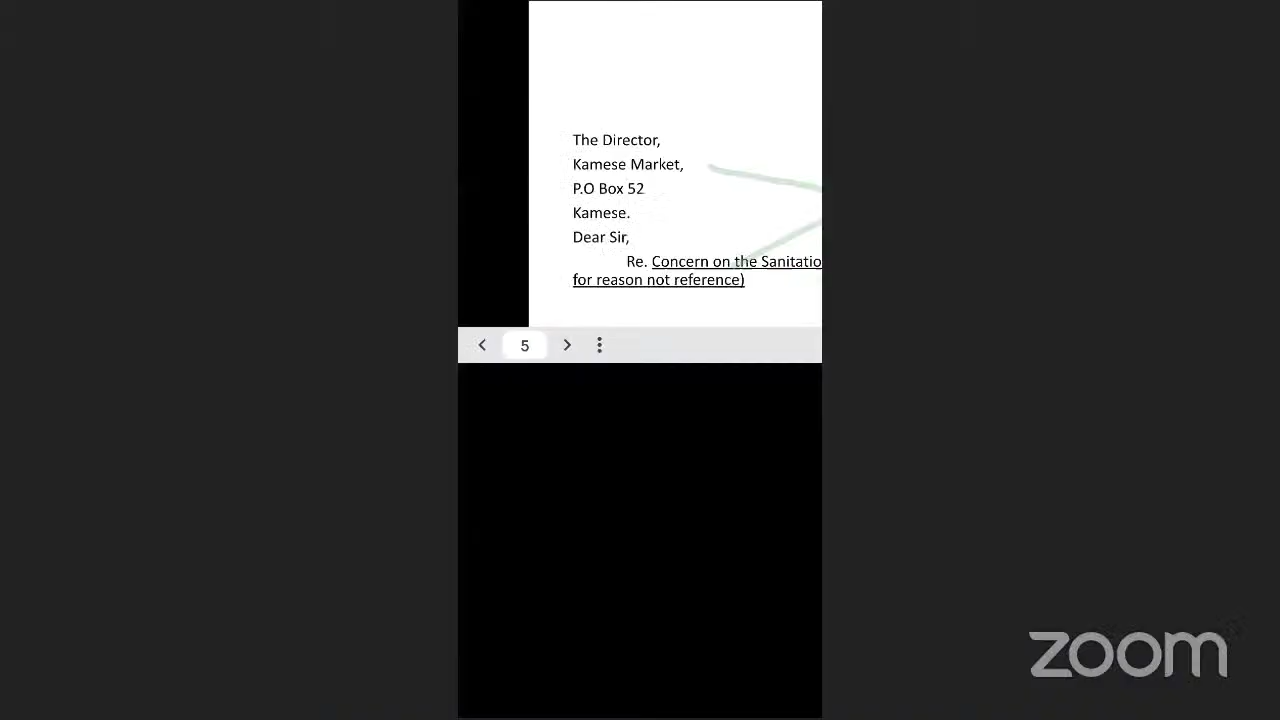 The Director,
Kamese Market,
P.O Box 52
Kamese.
Dear Sir,
Re. Concern on the Sanitatio
for reason not reference)
5
zoom